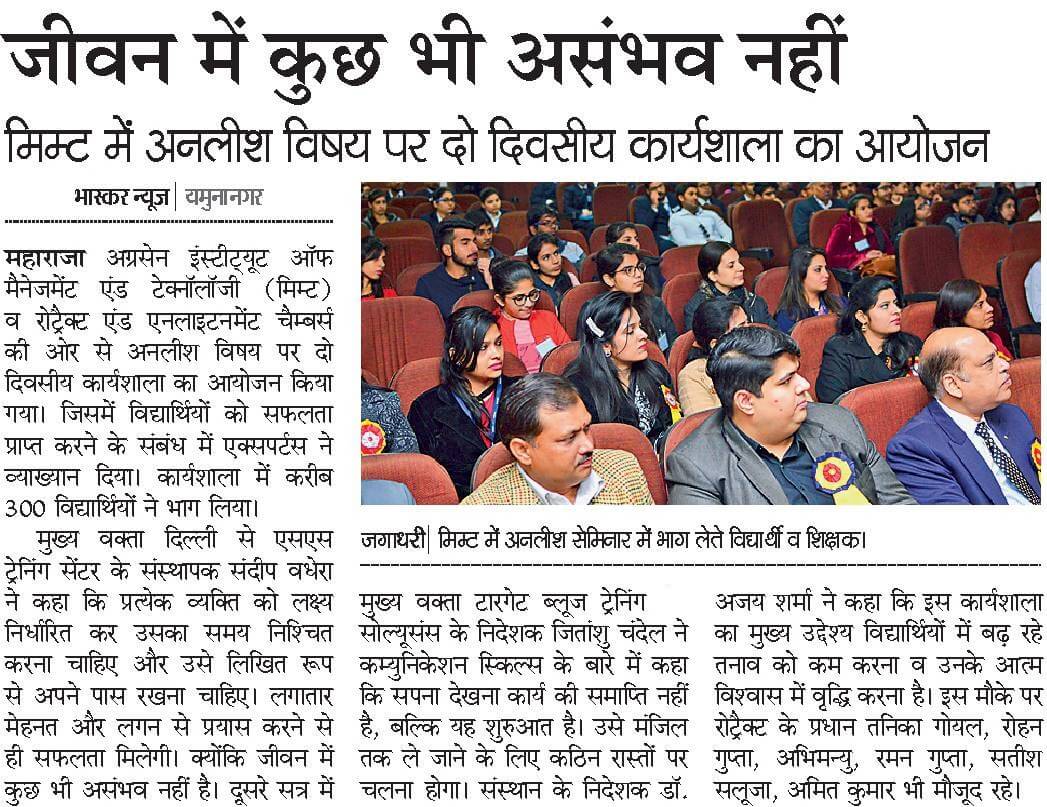 जीवन में कुछ भी असंभव नहीं
मिम्ट में अनलीश विषय पर दो दिवसीय कार्यशाला का आयोजन
भास्कर न्यूज | यमुनानगर
महाराजा अग्रसेन इंस्टीट्यूट ऑफ
मैनेजमेंट एंड टेक्नॉलॉजी (मिम्ट)
व रोट्रैक्ट एंड एनलाइटनमेंट चैम्बर्स
की ओर से अनलीश विषय पर दो
दिवसीय कार्यशाला का आयोजन किया
गया। जिसमें विद्यार्थियों को सफलता
प्राप्त करने के संबंध में एक्सपर्टस ने
व्याख्यान दिया। कार्यशाला में करीब
300 विद्यार्थियों ने भाग लिया।
मुख्य वक्ता दिल्ली से एसएस
ट्रेनिंग सेंटर के संस्थापक संदीप वधेरा
ने कहा कि प्रत्येक व्यक्ति को लक्ष्य
निर्धारित कर उसका समय निश्चित
करना चाहिए और उसे लिखित रूप
से अपने पास रखना चाहिए। लगातार
मेहनत और लगन से प्रयास करने से
ही सफलता मिलेगी। क्योंकि जीवन में
कुछ भी असंभव नहीं है। दूसरे सत्र में
जगाधरी | मिम्ट में अनलीश सेमिनार में भाग लेते विद्यार्थी व शिक्षक।
मुख्य वक्ता टारगेट ब्लूज ट्रेनिंग
सोल्यूसंस के निदेशक जितांशु चंदेल ने
कम्युनिकेशन स्किल्स के बारे में कहा
कि सपना देखना कार्य की समाप्ति नहीं
है, बल्कि यह शुरुआत है। उसे मंजिल
तक ले जाने के लिए कठिन रास्तों पर
चलना होगा। संस्थान के निदेशक डॉ.
अजय शर्मा ने कहा कि इस कार्यशाला
का मुख्य उद्देश्य विद्यार्थियों में बढ़ रहे
तनाव को कम करना व उनके आत्म
विश्वास में वृद्धि करना है। इस मौके पर
रोट्रैक्ट के प्रधान तनिका गोयल, रोहन
गुप्ता, अभिमन्यु, रमन गुप्ता, सतीश
सलूजा, अमित कुमार भी मौजूद रहे।